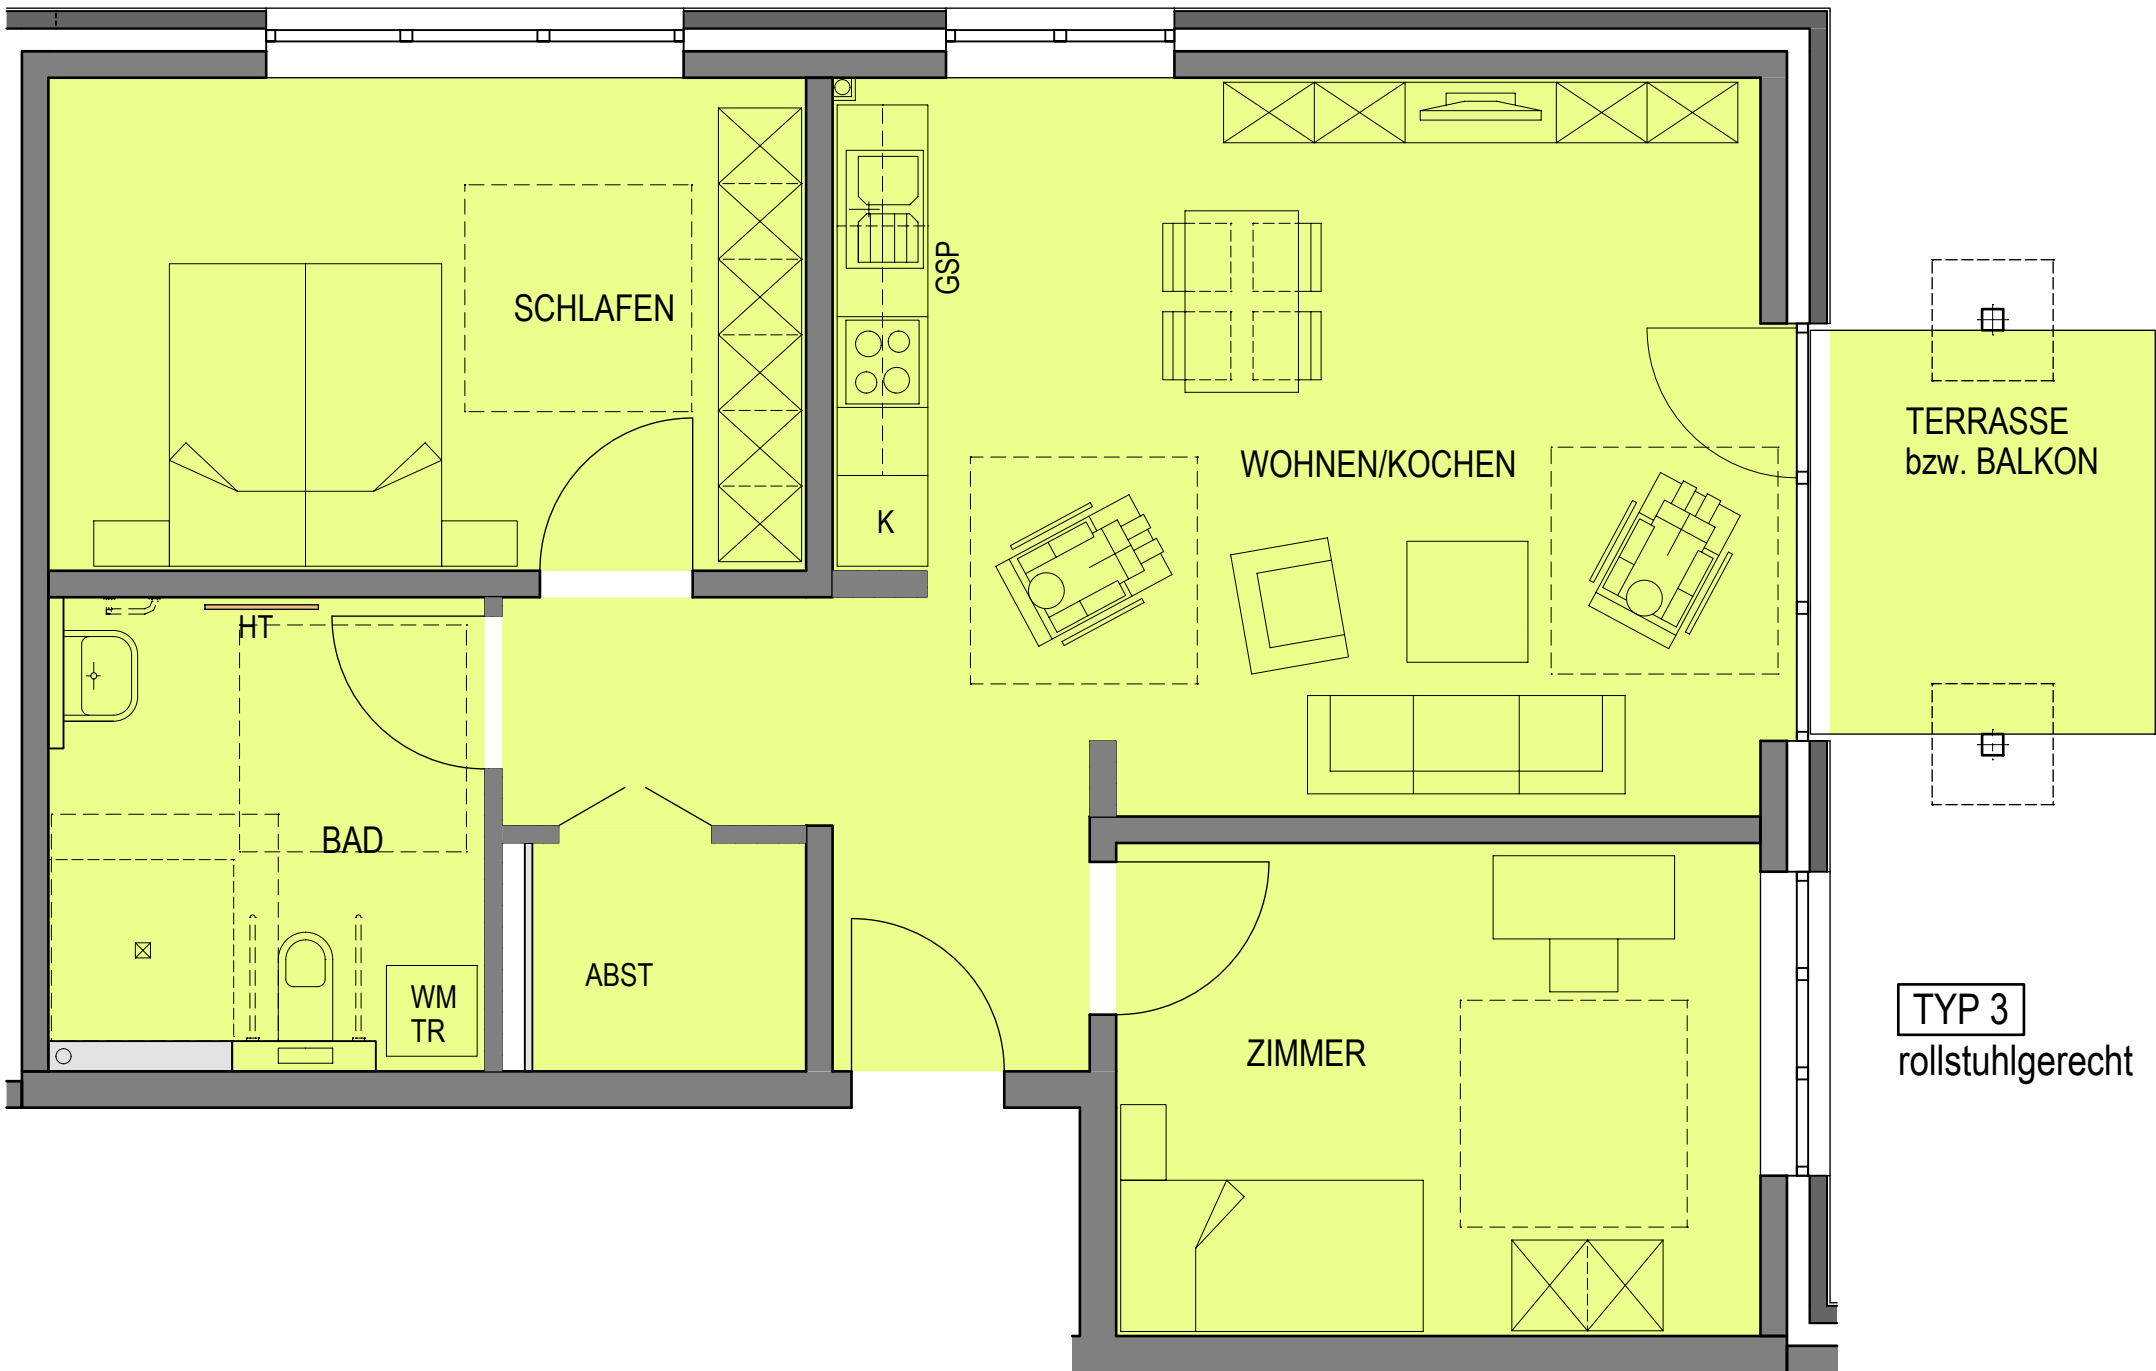 SCHLAFEN
GSP
WOHNEN/KOCHEN
TERRASSE
bzw. BALKON
K
HT
BAD
ABST
WM
TR
ZIMMER
TYP 3
rollstuhlgerecht